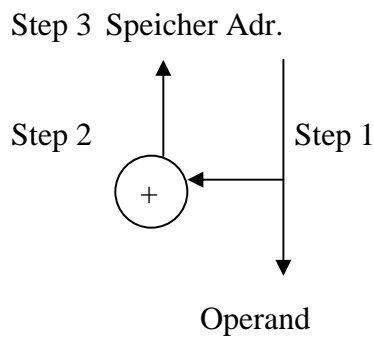 Step 3 Speicher Adr.
Step 2
Step 1
+
Operand